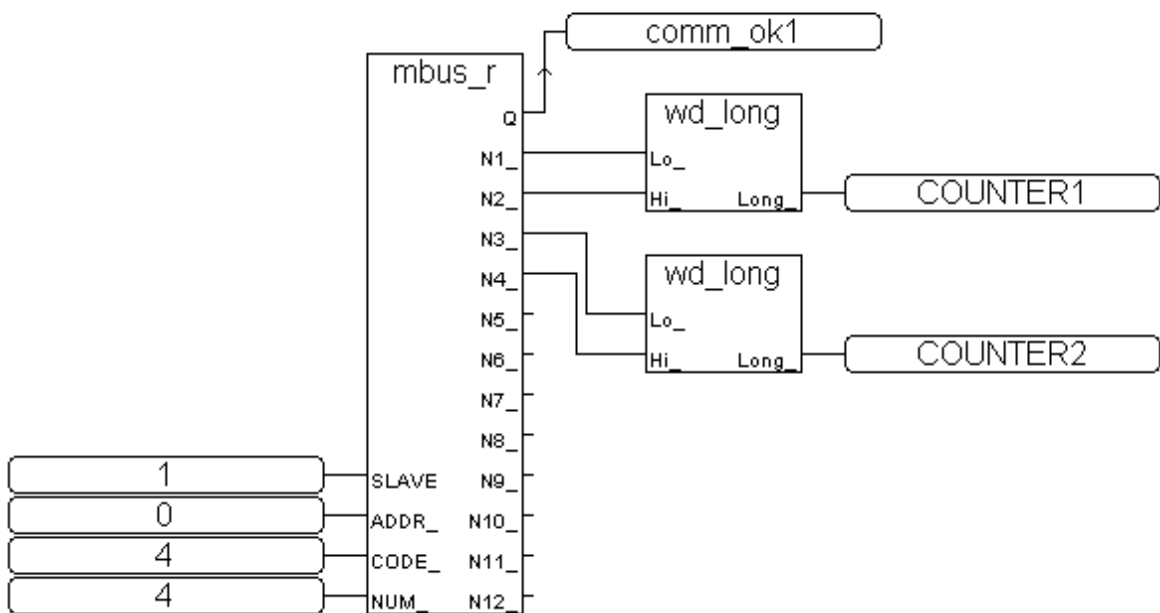 comm_ok1
mbus_r
Q
wd_long
N1_
Lo_
N2_
Hi_ Long_
COUNTER1
N3_
wd_long
N4_
N5_
Lo_
N6_
Hi_ Long_
COUNTER2
N7_
N8_
1
SLAVE
N9_
0
ADDR_
N10_
4
CODE_
N11_
4
NUM_
N12_